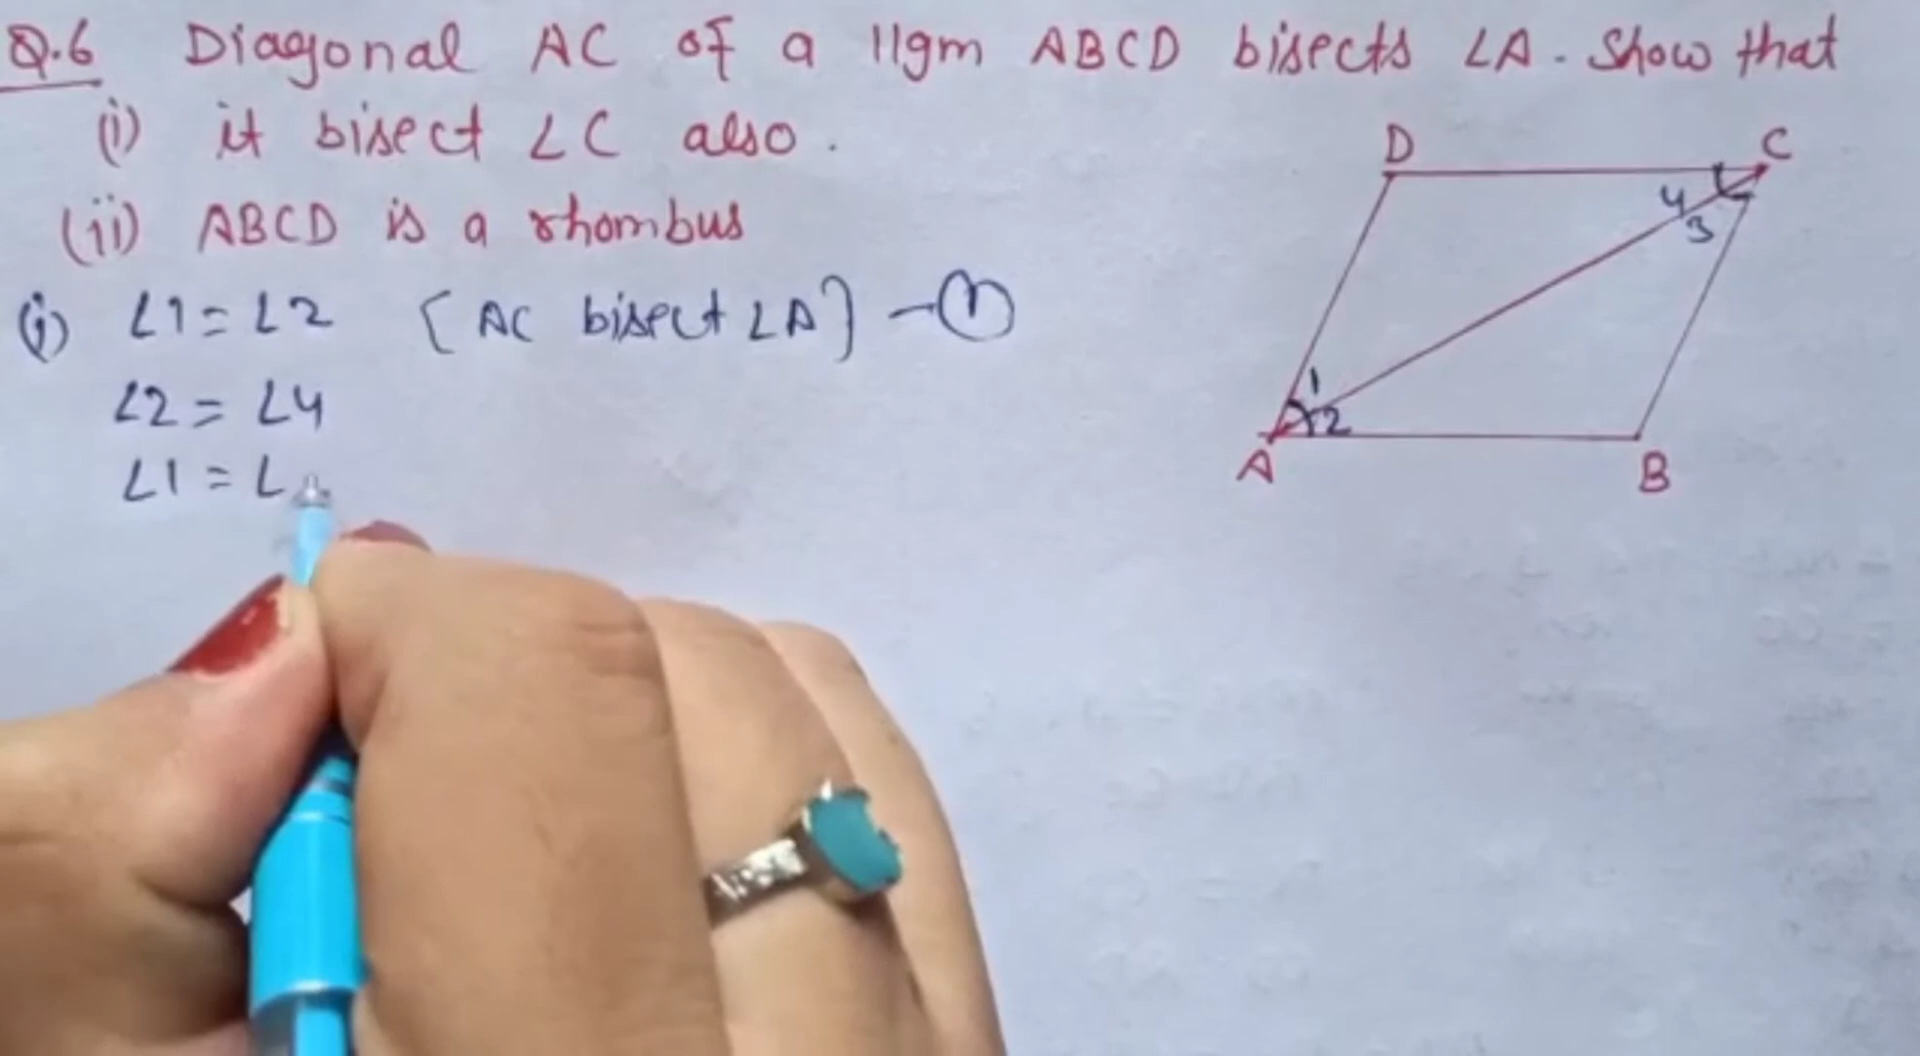 Q.6 Diagonal AC of a 11gm ABCD bisects ∠A. Show that
(i) it bisect ∠C also.
(ii) ABCD is a rhombus
(i) ∠1 = ∠2 [AC bisect ∠A] - ①
∠2 = ∠4
∠1 = ∠
D C
4
3
1
2
A B